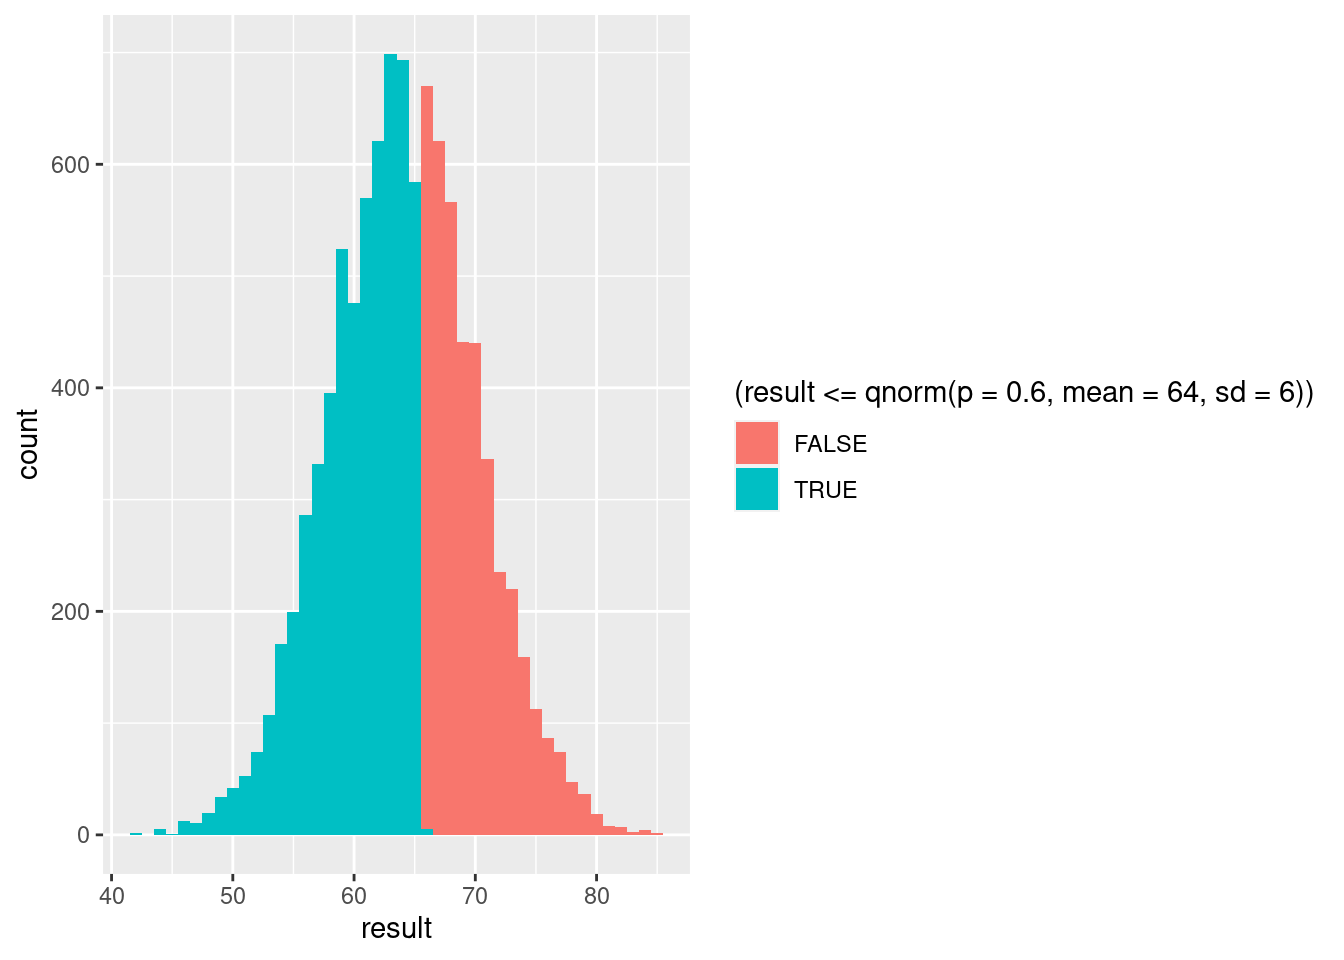 600
400
200
0
count
40 50 60 70 80
result
(result <= qnorm(p = 0.6, mean = 64, sd = 6))
FALSE
TRUE